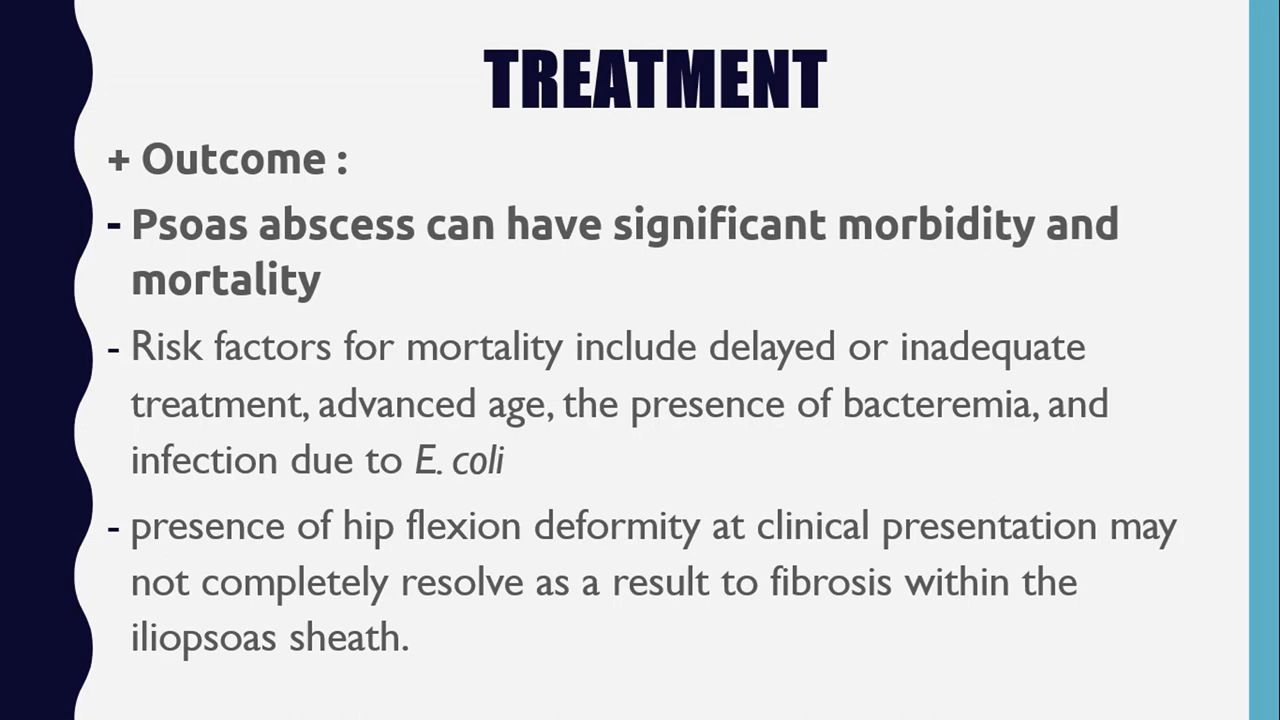 TREATMENT
+ Outcome :
- Psoas abscess can have significant morbidity and
mortality
- Risk factors for mortality include delayed or inadequate
treatment, advanced age, the presence of bacteremia, and
infection due to E. coli
- presence of hip flexion deformity at clinical presentation may
not completely resolve as a result to fibrosis within the
iliopsoas sheath.